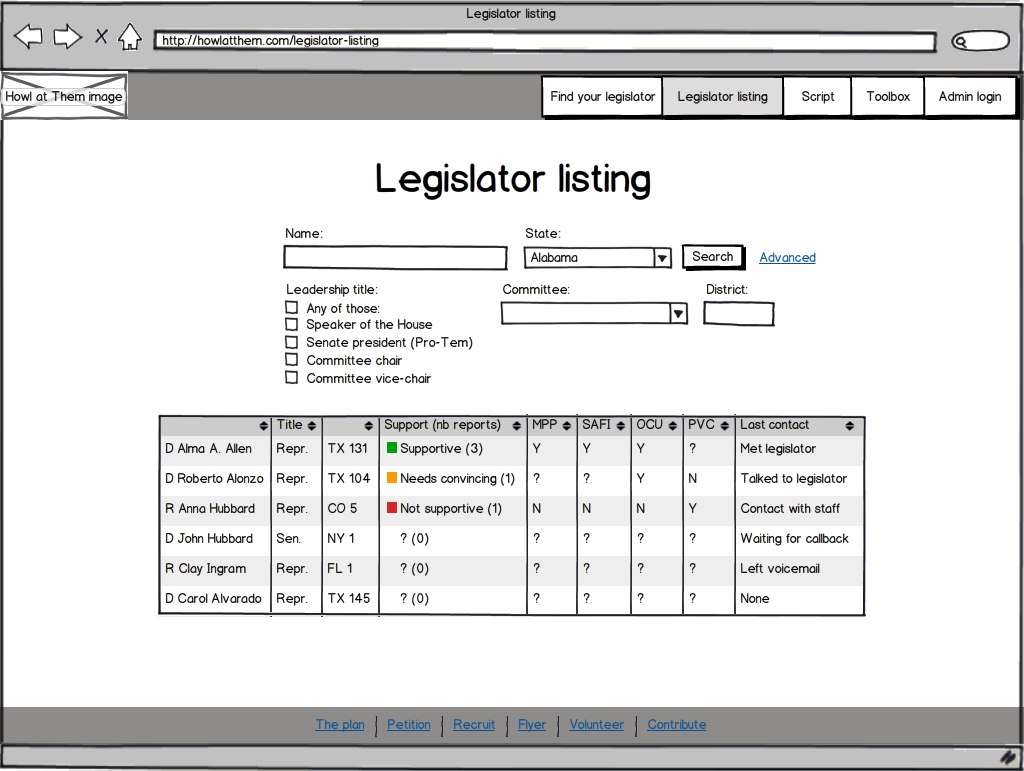 Legislator listing
http://howlatthem.com/legislator-listing
Howl at Them image
Find your legislator Legislator listing Script Toolbox Admin login
Legislator listing
Name: State:
Alabama Search Advanced
Leadership title: Committee: District:
Any of those:
Speaker of the House
Senate president (Pro-Tem)
Committee chair
Committee vice-chair
Title Support (nb reports) MPP SAFI OCU PVC Last contact
D Alma A. Allen Repr. TX 131 Supportive (3) Y Y Y ? Met legislator
D Roberto Alonzo Repr. TX 104 Needs convincing (1) ? ? Y N Talked to legislator
R Anna Hubbard Repr. CO 5 Not supportive (1) N N N Y Contact with staff
D John Hubbard Sen. NY 1 ? (0) ? ? ? ? Waiting for callback
R Clay Ingram Repr. FL 1 ? (0) ? ? ? ? Left voicemail
D Carol Alvarado Repr. TX 145 ? (0) ? ? ? ? None
The plan Petition Recruit Flyer Volunteer Contribute